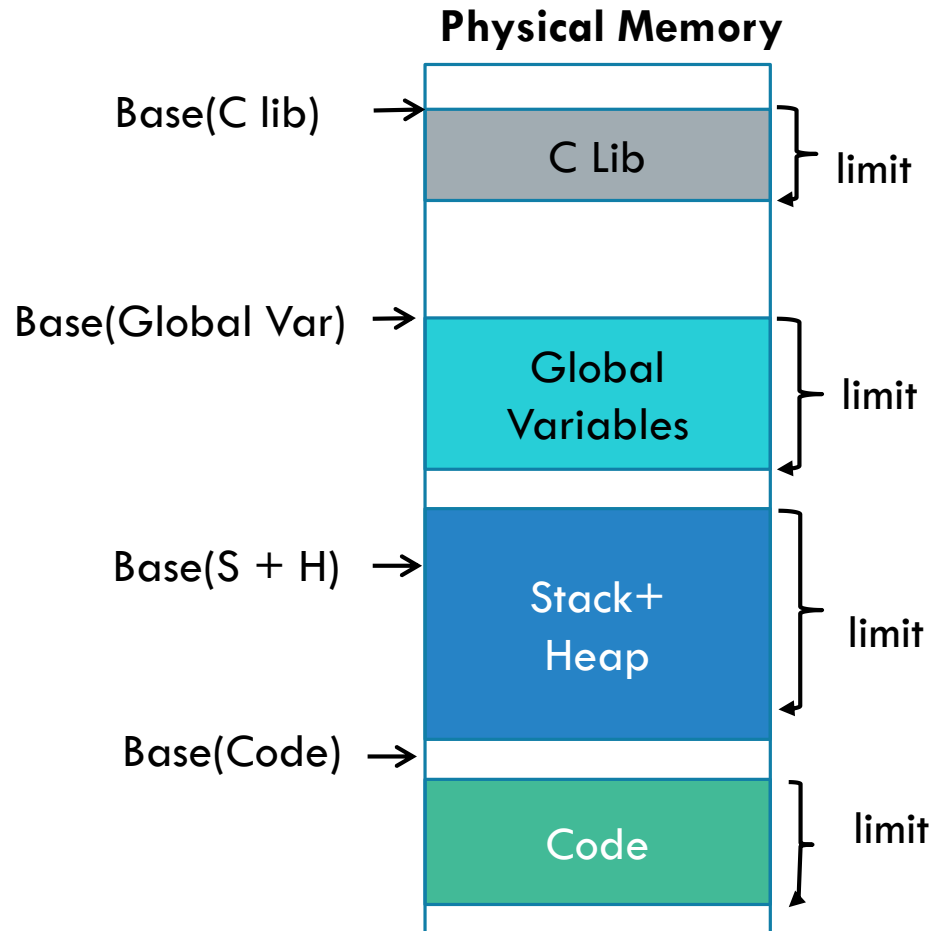 Physical Memory
Base(C lib)
C Lib
limit
Base(Global Var)
Global
Variables
limit
Base(S + H)
Stack+
Heap
limit
Base(Code)
Code
limit